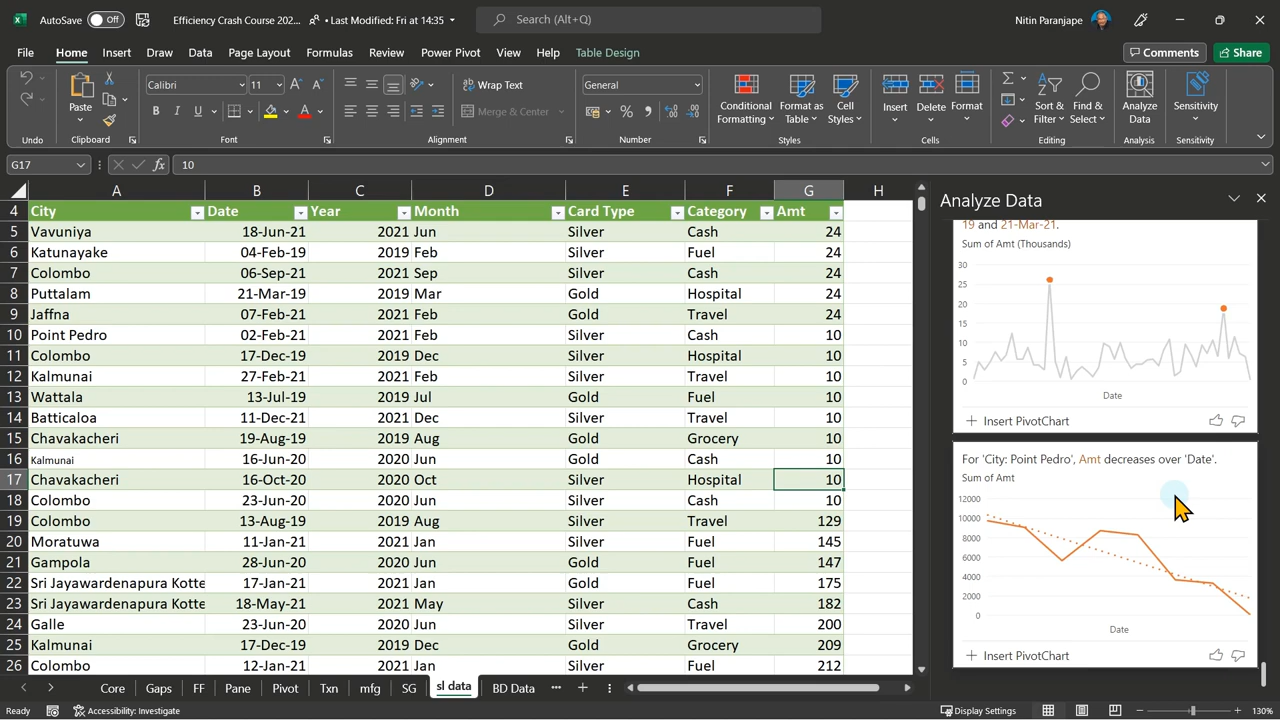 AutoSave Off Efficiency Crash Course 202... • Last Modified: Fri at 14:35 Search (Alt+Q) Nitin Paranjape
File Home Insert Draw Data Page Layout Formulas Review Power Pivot View Help Table Design Comments Share
Calibri 11 Wrap Text General
Paste B I U Merge & Center % , Conditional Formatting Format as Table Cell Styles Insert Delete Format Sort & Filter Find & Select Analyze Data Sensitivity
Undo Clipboard Font Alignment Number Styles Cells Editing Analysis Sensitivity
G17 fx 10
A B C D E F G H
4 City Date Year Month Card Type Category Amt
5 Vavuniya 18-Jun-21 2021 Jun Silver Cash 24
6 Katunayake 04-Feb-19 2019 Feb Silver Fuel 24
7 Colombo 06-Sep-21 2021 Sep Silver Cash 24
8 Puttalam 21-Mar-19 2019 Mar Gold Hospital 24
9 Jaffna 07-Feb-21 2021 Feb Gold Travel 24
10 Point Pedro 02-Feb-21 2021 Feb Silver Cash 10
11 Colombo 17-Dec-19 2019 Dec Silver Hospital 10
12 Kalmunai 27-Feb-21 2021 Feb Silver Travel 10
13 Wattala 13-Jul-19 2019 Jul Gold Fuel 10
14 Batticaloa 11-Dec-21 2021 Dec Silver Travel 10
15 Chavakacheri 19-Aug-19 2019 Aug Gold Grocery 10
16 Kalmunai 16-Jun-20 2020 Jun Gold Cash 10
17 Chavakacheri 16-Oct-20 2020 Oct Silver Hospital 10
18 Colombo 23-Jun-20 2020 Jun Silver Cash 10
19 Colombo 13-Aug-19 2019 Aug Silver Travel 129
20 Moratuwa 11-Jan-21 2021 Jan Silver Fuel 145
21 Gampola 28-Jun-20 2020 Jun Gold Fuel 147
22 Sri Jayawardenapura Kotte 17-Jan-21 2021 Jan Gold Fuel 175
23 Sri Jayawardenapura Kotte 18-May-21 2021 May Silver Cash 182
24 Galle 23-Jun-20 2020 Jun Silver Travel 200
25 Kalmunai 17-Dec-19 2019 Dec Gold Grocery 209
26 Colombo 12-Jan-21 2021 Jan Silver Fuel 212
Analyze Data
19 and 21-Mar-21.
Sum of Amt (Thousands)
30
25
20
15
10
5
0
Date
Insert PivotChart
For 'City: Point Pedro', Amt decreases over 'Date'.
Sum of Amt
12000
10000
8000
6000
4000
2000
0
Date
Insert PivotChart
Core Gaps FF Pane Pivot Txn mfg SG sl data BD Data ...
Ready Accessibility: Investigate Display Settings 130%